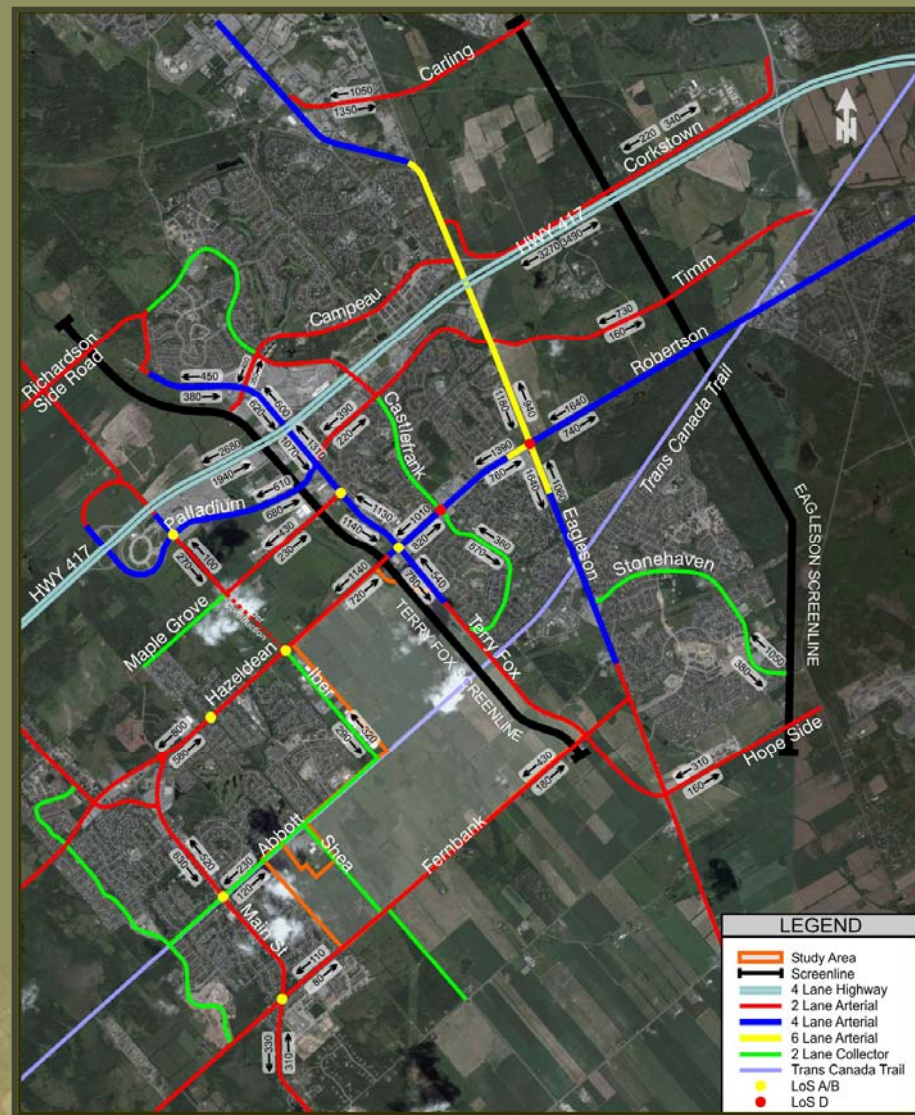 Carling
←1050
1350→
N
←220 340→
Corkstown
HWY 417
←3270 3490→
Timm
←730
160→
Campeau
Robertson
Richardson
Side Road
←450
380→
Trans Canada Trail
←390
220→
Castlefrank
1180→
←940
←1640
740→
←600
620→
←1310
1070→
←2680
1940→
←1390
760→
1640→
Eagleson
EAGLESON SCREENLINE
Palladium
←610
680→
←430
230→
←1130
1140→
←1010
820→
←380
570→
Stonehaven
HWY 417
270→
←1140
720→
←540
780→
←1050
380→
Maple Grove
TERRY FOX SCREENLINE
Terry Fox
Hazeldean
Iber
←320
290→
580→
←430
180→
←310
160→
Hope Side
←520
630→
Abbott
Shea
Fernbank
←230
120→
Main St
←110
80→
←330
310→
LEGEND
Study Area
Screenline
4 Lane Highway
2 Lane Arterial
4 Lane Arterial
6 Lane Arterial
2 Lane Collector
Trans Canada Trail
LoS A/B
LoS D